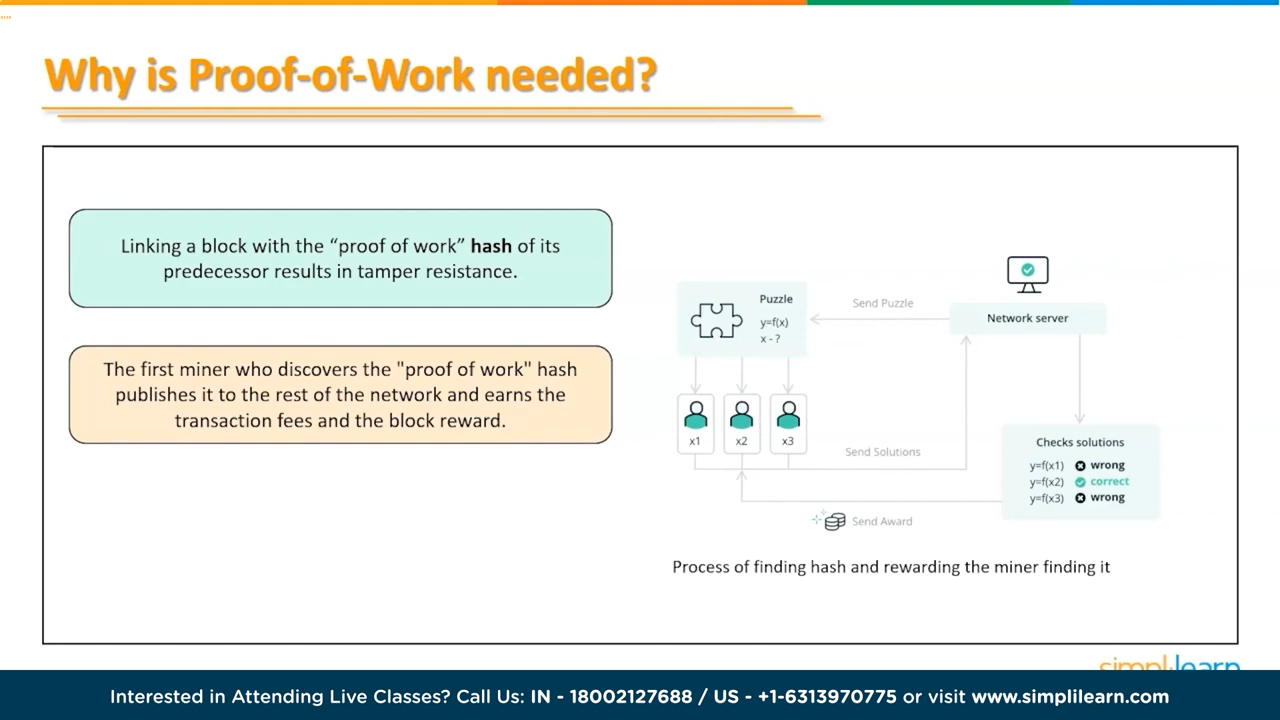 Why is Proof-of-Work needed?
Linking a block with the “proof of work” hash of its
predecessor results in tamper resistance.
The first miner who discovers the "proof of work" hash
publishes it to the rest of the network and earns the
transaction fees and the block reward.
Puzzle
y=f(x)
x - ?
Send Puzzle
Network server
x1
x2
x3
Send Solutions
Checks solutions
y=f(x1) wrong
y=f(x2) correct
y=f(x3) wrong
Send Award
Process of finding hash and rewarding the miner finding it
simplilearn
Interested in Attending Live Classes? Call Us: IN - 18002127688 / US - +1-6313970775 or visit www.simplilearn.com